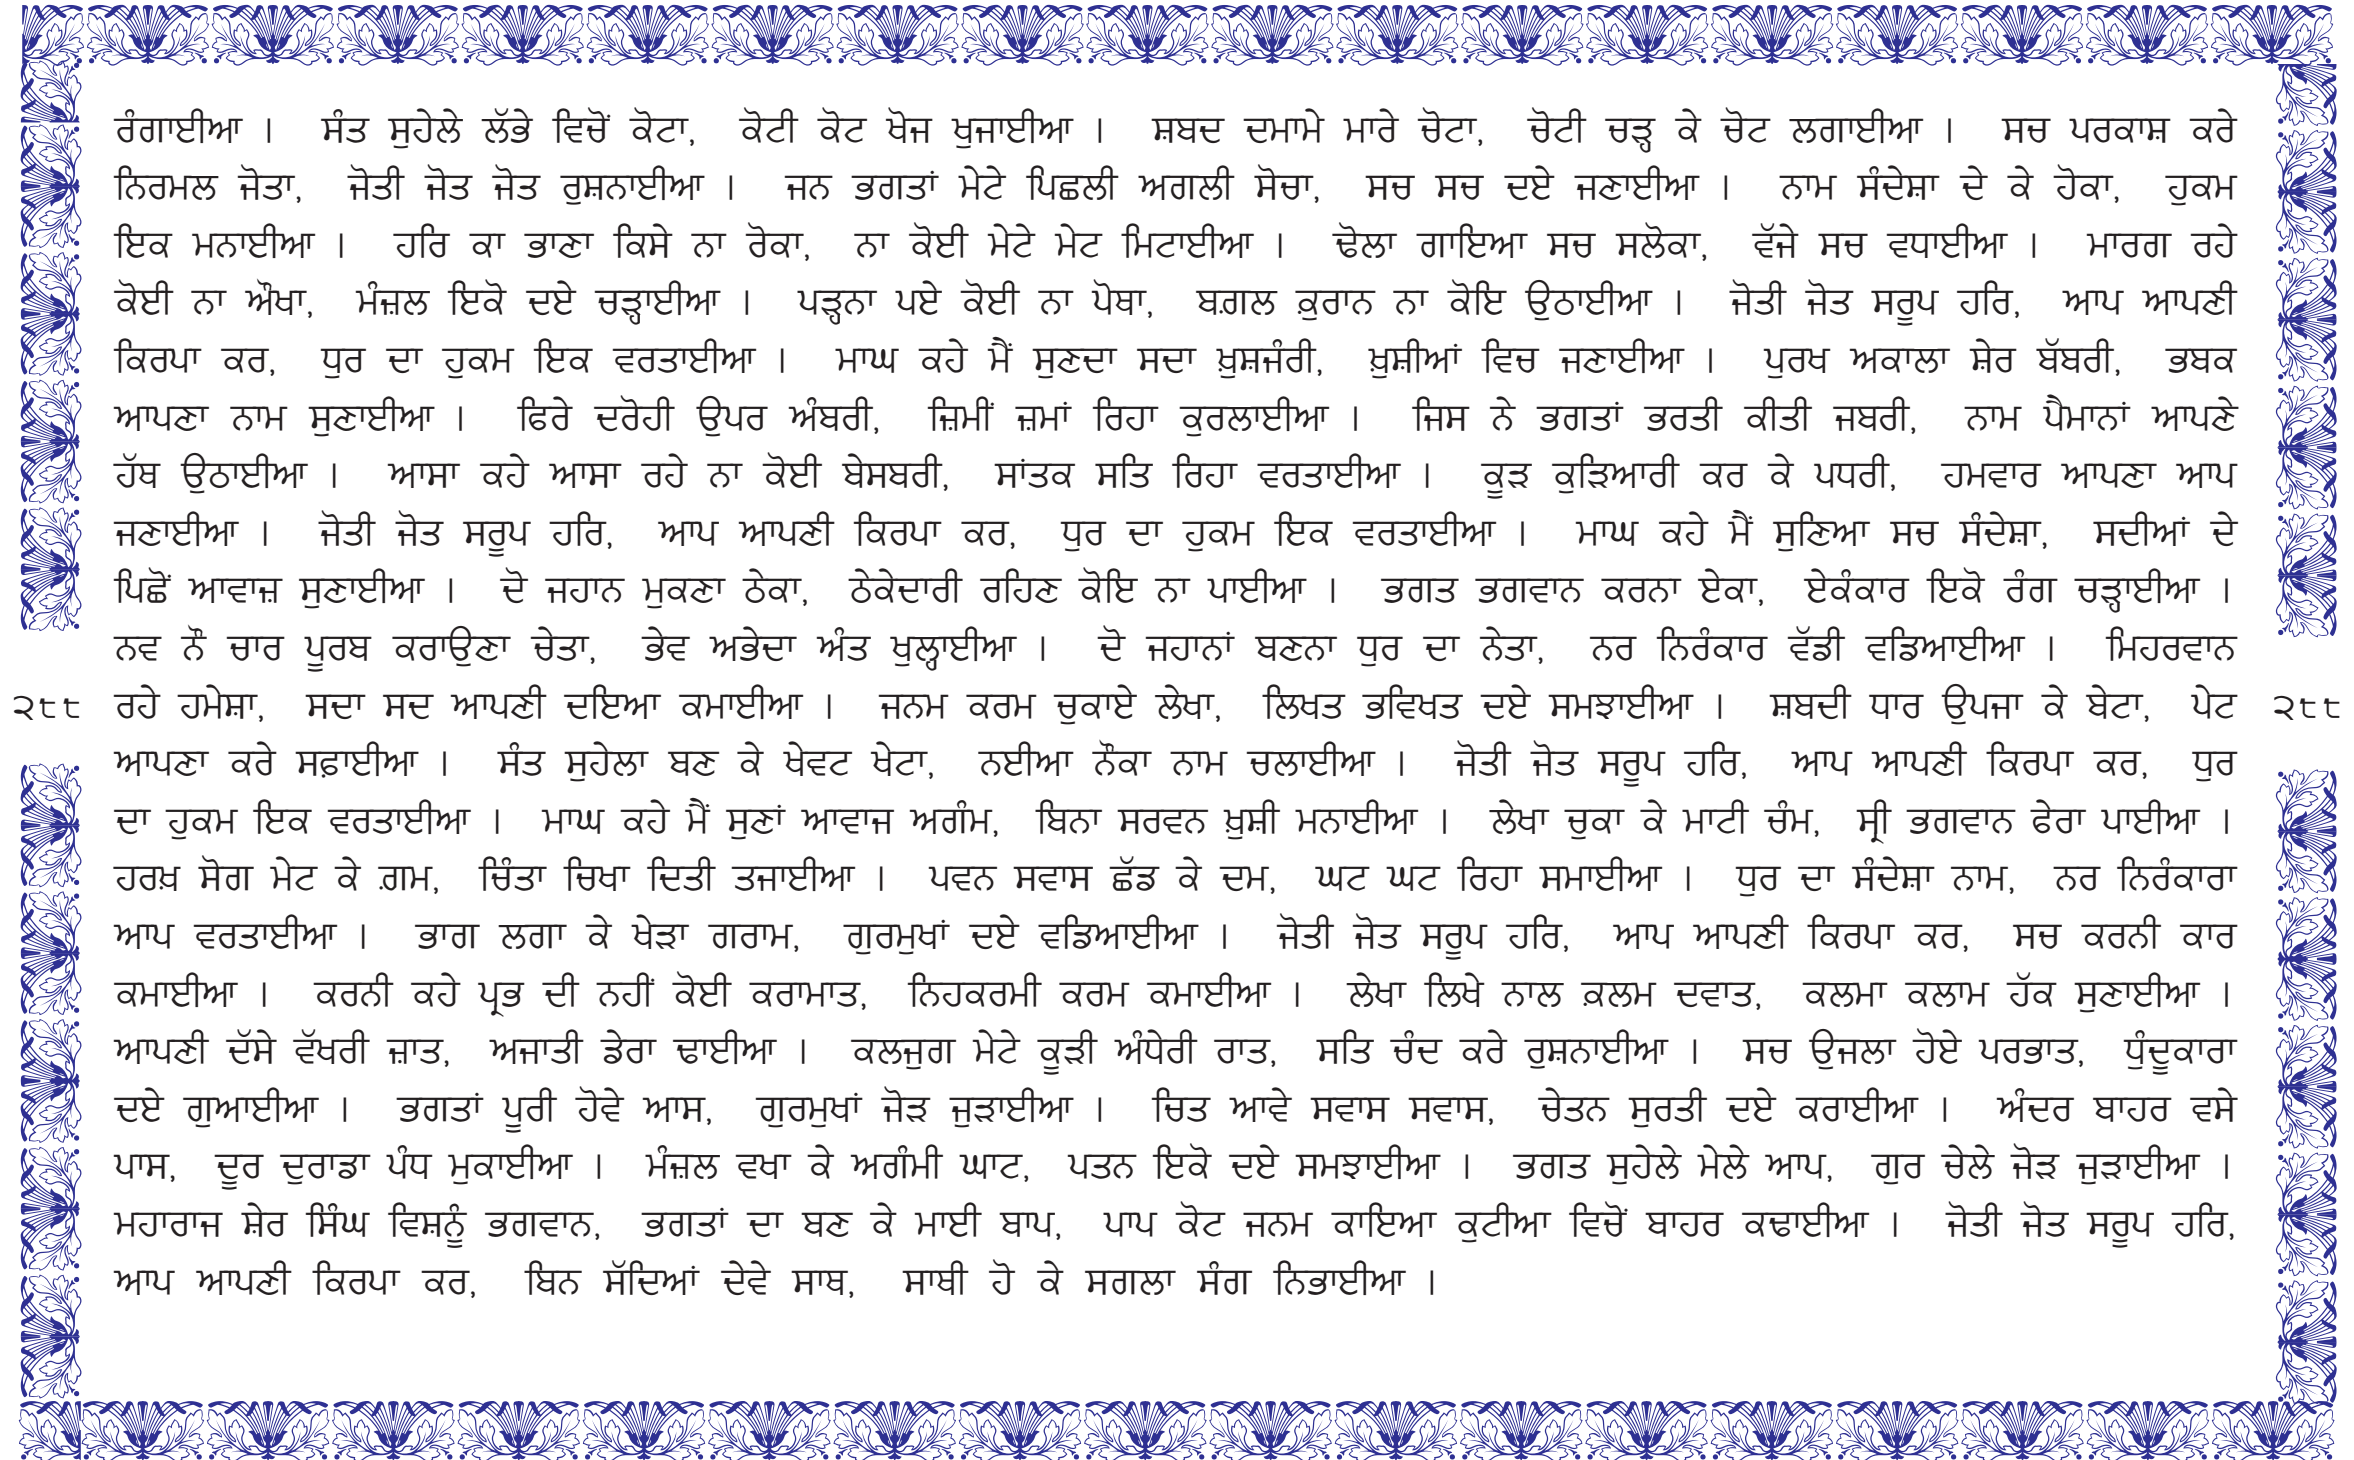 ਰੰਗਾਈਆ । ਸੰਤ ਸੁਹੇਲੇ ਲੱਭੇ ਵਿਚੋਂ ਕੋਟਾ, ਕੋਟੀ ਕੋਟ ਖੋਜ ਖੁਜਾਈਆ । ਸ਼ਬਦ ਦਮਾਮੇ ਮਾਰੇ ਚੋਟਾ, ਚੋਟੀ ਚੜ੍ਹ ਕੇ ਚੋਟ ਲਗਾਈਆ । ਸਚ ਪਰਕਾਸ਼ ਕਰੇ
ਨਿਰਮਲ ਜੋਤਾ, ਜੋਤੀ ਜੋਤ ਜੋਤ ਰੁਸ਼ਨਾਈਆ । ਜਨ ਭਗਤਾਂ ਮੇਟੇ ਪਿਛਲੀ ਅਗਲੀ ਸੋਚਾ, ਸਚ ਸਚ ਦਏ ਜਣਾਈਆ । ਨਾਮ ਸੰਦੇਸ਼ਾ ਦੇ ਕੇ ਹੋਕਾ, ਹੁਕਮ
ਇਕ ਮਨਾਈਆ । ਹਰਿ ਕਾ ਭਾਣਾ ਕਿਸੇ ਨਾ ਰੋਕਾ, ਨਾ ਕੋਈ ਮੇਟੇ ਮੇਟ ਮਿਟਾਈਆ । ਢੋਲਾ ਗਾਇਆ ਸਚ ਸਲੋਕਾ, ਵੱਜੇ ਸਚ ਵਧਾਈਆ । ਮਾਰਗ ਰਹੇ
ਕੋਈ ਨਾ ਔਖਾ, ਮੰਜ਼ਲ ਇਕੋ ਦਏ ਚੜ੍ਹਾਈਆ । ਪੜ੍ਹਨਾ ਪਏ ਕੋਈ ਨਾ ਪੋਥਾ, ਬਗ਼ਲ ਕ਼ੁਰਾਨ ਨਾ ਕੋਇ ਉਠਾਈਆ । ਜੋਤੀ ਜੋਤ ਸਰੂਪ ਹਰਿ, ਆਪ ਆਪਣੀ
ਕਿਰਪਾ ਕਰ, ਧੁਰ ਦਾ ਹੁਕਮ ਇਕ ਵਰਤਾਈਆ । ਮਾਘ ਕਹੇ ਮੈਂ ਸੁਣਦਾ ਸਦਾ ਖ਼ੁਸ਼ਜੰਰੀ, ਖ਼ੁਸ਼ੀਆਂ ਵਿਚ ਜਣਾਈਆ । ਪੁਰਖ ਅਕਾਲਾ ਸ਼ੇਰ ਬੱਬਰੀ, ਭਬਕ
ਆਪਣਾ ਨਾਮ ਸੁਣਾਈਆ । ਫਿਰੇ ਦਰੋਹੀ ਉਪਰ ਅੰਬਰੀ, ਜ਼ਿਮੀਂ ਜ਼ਮਾਂ ਰਿਹਾ ਕੁਰਲਾਈਆ । ਜਿਸ ਨੇ ਭਗਤਾਂ ਭਰਤੀ ਕੀਤੀ ਜਬਰੀ, ਨਾਮ ਪੈਮਾਨਾਂ ਆਪਣੇ
ਹੱਥ ਉਠਾਈਆ । ਆਸਾ ਕਹੇ ਆਸਾ ਰਹੇ ਨਾ ਕੋਈ ਬੇਸਬਰੀ, ਸਾਂਤਕ ਸਤਿ ਰਿਹਾ ਵਰਤਾਈਆ । ਕੂੜ ਕੁੜਿਆਰੀ ਕਰ ਕੇ ਪਧਰੀ, ਹਮਵਾਰ ਆਪਣਾ ਆਪ
ਜਣਾਈਆ । ਜੋਤੀ ਜੋਤ ਸਰੂਪ ਹਰਿ, ਆਪ ਆਪਣੀ ਕਿਰਪਾ ਕਰ, ਧੁਰ ਦਾ ਹੁਕਮ ਇਕ ਵਰਤਾਈਆ । ਮਾਘ ਕਹੇ ਮੈਂ ਸੁਣਿਆ ਸਚ ਸੰਦੇਸ਼ਾ, ਸਦੀਆਂ ਦੇ
ਪਿਛੋਂ ਆਵਾਜ਼ ਸੁਣਾਈਆ । ਦੋ ਜਹਾਨ ਮੁਕਣਾ ਠੇਕਾ, ਠੇਕੇਦਾਰੀ ਰਹਿਣ ਕੋਇ ਨਾ ਪਾਈਆ । ਭਗਤ ਭਗਵਾਨ ਕਰਨਾ ਏਕਾ, ਏਕੰਕਾਰ ਇਕੋ ਰੰਗ ਚੜ੍ਹਾਈਆ ।
ਨਵ ਨੌ ਚਾਰ ਪੂਰਬ ਕਰਾਉਣਾ ਚੇਤਾ, ਭੇਵ ਅਭੇਦਾ ਅੰਤ ਖੁਲ੍ਹਾਈਆ । ਦੋ ਜਹਾਨਾਂ ਬਣਨਾ ਧੁਰ ਦਾ ਨੇਤਾ, ਨਰ ਨਿਰੰਕਾਰ ਵੱਡੀ ਵਡਿਆਈਆ । ਮਿਹਰਵਾਨ
੨੮੮ ਰਹੇ ਹਮੇਸ਼ਾ, ਸਦਾ ਸਦ ਆਪਣੀ ਦਇਆ ਕਮਾਈਆ । ਜਨਮ ਕਰਮ ਚੁਕਾਏ ਲੇਖਾ, ਲਿਖਤ ਭਵਿਖਤ ਦਏ ਸਮਝਾਈਆ । ਸ਼ਬਦੀ ਧਾਰ ਉਪਜਾ ਕੇ ਬੇਟਾ, ਪੇਟ ੨੮੮
ਆਪਣਾ ਕਰੇ ਸਫ਼ਾਈਆ । ਸੰਤ ਸੁਹੇਲਾ ਬਣ ਕੇ ਖੇਵਟ ਖੇਟਾ, ਨਈਆ ਨੌਕਾ ਨਾਮ ਚਲਾਈਆ । ਜੋਤੀ ਜੋਤ ਸਰੂਪ ਹਰਿ, ਆਪ ਆਪਣੀ ਕਿਰਪਾ ਕਰ, ਧੁਰ
ਦਾ ਹੁਕਮ ਇਕ ਵਰਤਾਈਆ । ਮਾਘ ਕਹੇ ਮੈਂ ਸੁਣਾਂ ਆਵਾਜ ਅਗੰਮ, ਬਿਨਾ ਸਰਵਨ ਖ਼ੁਸ਼ੀ ਮਨਾਈਆ । ਲੇਖਾ ਚੁਕਾ ਕੇ ਮਾਟੀ ਚੰਮ, ਸ੍ਰੀ ਭਗਵਾਨ ਫੇਰਾ ਪਾਈਆ ।
ਹਰਖ਼ ਸੋਗ ਮੇਟ ਕੇ ਗ਼ਮ, ਚਿੰਤਾ ਚਿਖਾ ਦਿਤੀ ਤਜਾਈਆ । ਪਵਨ ਸਵਾਸ ਛੱਡ ਕੇ ਦਮ, ਘਟ ਘਟ ਰਿਹਾ ਸਮਾਈਆ । ਧੁਰ ਦਾ ਸੰਦੇਸ਼ਾ ਨਾਮ, ਨਰ ਨਿਰੰਕਾਰਾ
ਆਪ ਵਰਤਾਈਆ । ਭਾਗ ਲਗਾ ਕੇ ਖੇੜਾ ਗਰਾਮ, ਗੁਰਮੁਖਾਂ ਦਏ ਵਡਿਆਈਆ । ਜੋਤੀ ਜੋਤ ਸਰੂਪ ਹਰਿ, ਆਪ ਆਪਣੀ ਕਿਰਪਾ ਕਰ, ਸਚ ਕਰਨੀ ਕਾਰ
ਕਮਾਈਆ । ਕਰਨੀ ਕਹੇ ਪ੍ਰਭ ਦੀ ਨਹੀਂ ਕੋਈ ਕਰਾਮਾਤ, ਨਿਹਕਰਮੀ ਕਰਮ ਕਮਾਈਆ । ਲੇਖਾ ਲਿਖੇ ਨਾਲ ਕ਼ਲਮ ਦਵਾਤ, ਕਲਮਾ ਕਲਾਮ ਹੱਕ ਸੁਣਾਈਆ ।
ਆਪਣੀ ਦੱਸੇ ਵੱਖਰੀ ਜ਼ਾਤ, ਅਜਾਤੀ ਡੇਰਾ ਢਾਈਆ । ਕਲਜੁਗ ਮੇਟੇ ਕੂੜੀ ਅੰਧੇਰੀ ਰਾਤ, ਸਤਿ ਚੰਦ ਕਰੇ ਰੁਸ਼ਨਾਈਆ । ਸਚ ਉਜਲਾ ਹੋਏ ਪਰਭਾਤ, ਧੁੰਦੂਕਾਰਾ
ਦਏ ਗੁਆਈਆ । ਭਗਤਾਂ ਪੂਰੀ ਹੋਵੇ ਆਸ, ਗੁਰਮੁਖਾਂ ਜੋੜ ਜੁੜਾਈਆ । ਚਿਤ ਆਵੇ ਸਵਾਸ ਸਵਾਸ, ਚੇਤਨ ਸੁਰਤੀ ਦਏ ਕਰਾਈਆ । ਅੰਦਰ ਬਾਹਰ ਵਸੇ
ਪਾਸ, ਦੂਰ ਦੁਰਾਡਾ ਪੰਧ ਮੁਕਾਈਆ । ਮੰਜ਼ਲ ਵਖਾ ਕੇ ਅਗੰਮੀ ਘਾਟ, ਪਤਨ ਇਕੋ ਦਏ ਸਮਝਾਈਆ । ਭਗਤ ਸੁਹੇਲੇ ਮੇਲੇ ਆਪ, ਗੁਰ ਚੇਲੇ ਜੋੜ ਜੁੜਾਈਆ ।
ਮਹਾਰਾਜ ਸ਼ੇਰ ਸਿੰਘ ਵਿਸ਼ਨੂੰ ਭਗਵਾਨ, ਭਗਤਾਂ ਦਾ ਬਣ ਕੇ ਮਾਈ ਬਾਪ, ਪਾਪ ਕੋਟ ਜਨਮ ਕਾਇਆ ਕੁਟੀਆ ਵਿਚੋਂ ਬਾਹਰ ਕਢਾਈਆ । ਜੋਤੀ ਜੋਤ ਸਰੂਪ ਹਰਿ,
ਆਪ ਆਪਣੀ ਕਿਰਪਾ ਕਰ, ਬਿਨ ਸੱਦਿਆਂ ਦੇਵੇ ਸਾਥ, ਸਾਥੀ ਹੋ ਕੇ ਸਗਲਾ ਸੰਗ ਨਿਭਾਈਆ ।